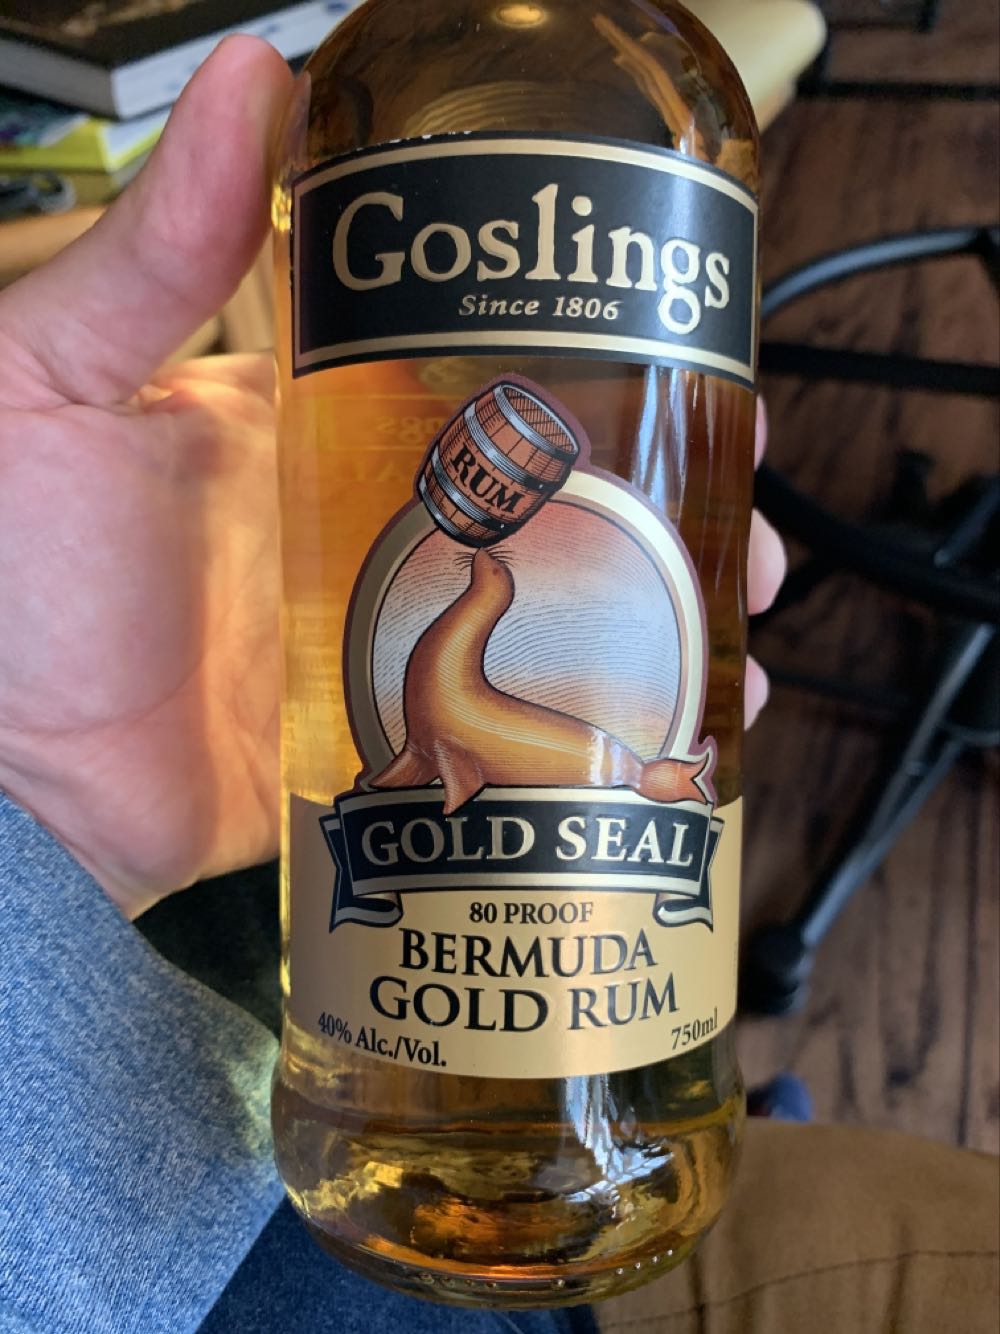 Goslings
Since 1806
RUM
GOLD SEAL
80 PROOF
BERMUDA
GOLD RUM
40% Alc./Vol.
750ml